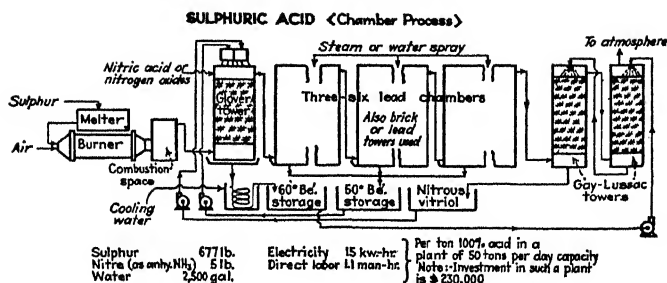 SULPHURIC ACID <Chamber Process>
Steam or water spray
To atmosphere
Nitric acid or
nitrogen oxides
Glover
tower
Three-six lead chambers
Also brick
or lead
towers used
Sulphur
Melter
Air
Burner
Combustion
space
Cooling
water
60° Be.'
storage
50° Be.'
storage
Nitrous
vitriol
Gay-Lussac
towers
Sulphur 677 lb.
Nitre (as anhy. NH3) 5 lb.
Water 2,500 gal.
Electricity 15 kw.-hr
Direct labor 1.1 man-hr.
Per ton 100% acid in a
plant of 50 tons per day capacity
Note:-Investment in such a plant
is $230,000